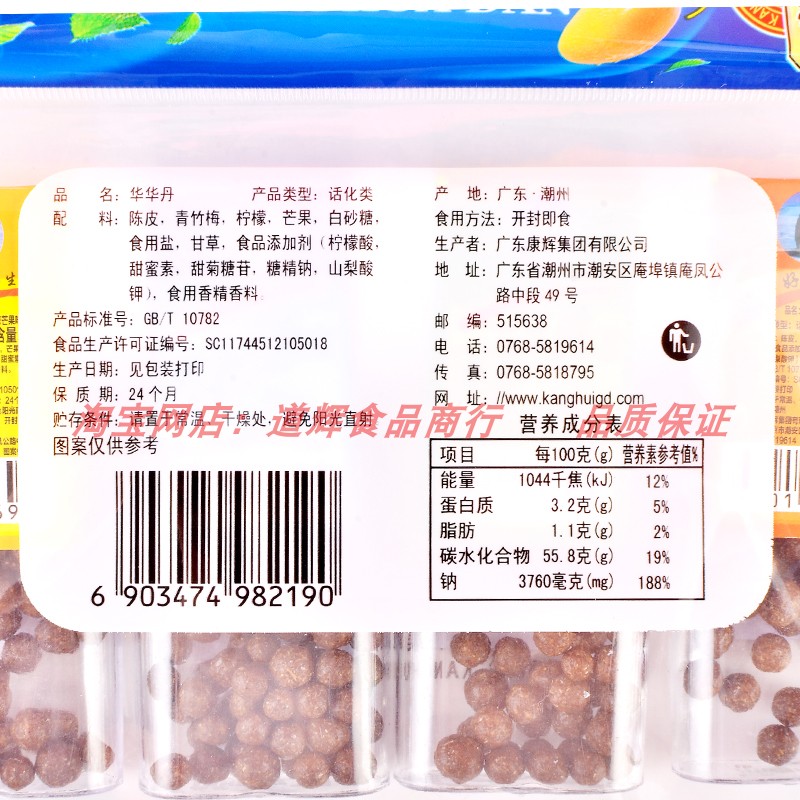 品 名：华华丹 产品类型：话化类
配 料：陈皮，青竹梅，柠檬，芒果，白砂糖，
食用盐，甘草，食品添加剂（柠檬酸，
甜蜜素，甜菊糖苷，糖精钠，山梨酸
钾），食用香精香料。
产品标准号：GB/T 10782
食品生产许可证编号：SC11744512105018
生产日期：见包装打印
保 质 期：24个月
贮存条件：请置于常温、干燥处，避免阳光直射
图案仅供参考
6 903474 982190
产 地：广东·潮州
食用方法：开封即食
生产者：广东康辉集团有限公司
地 址：广东省潮州市潮安区庵埠镇庵凤公
路中段49号
邮 编：515638
电 话：0768-5819614
传 真：0768-5818795
网 址：//www.kanghuigd.com
营养成分表
项目 每100克(g) 营养素参考值%
能量 1044千焦(kJ) 12%
蛋白质 3.2克(g) 5%
脂肪 1.1克(g) 2%
碳水化合物 55.8克(g) 19%
钠 3760毫克(mg) 188%
淘宝网店：道辉食品商行 品质保证